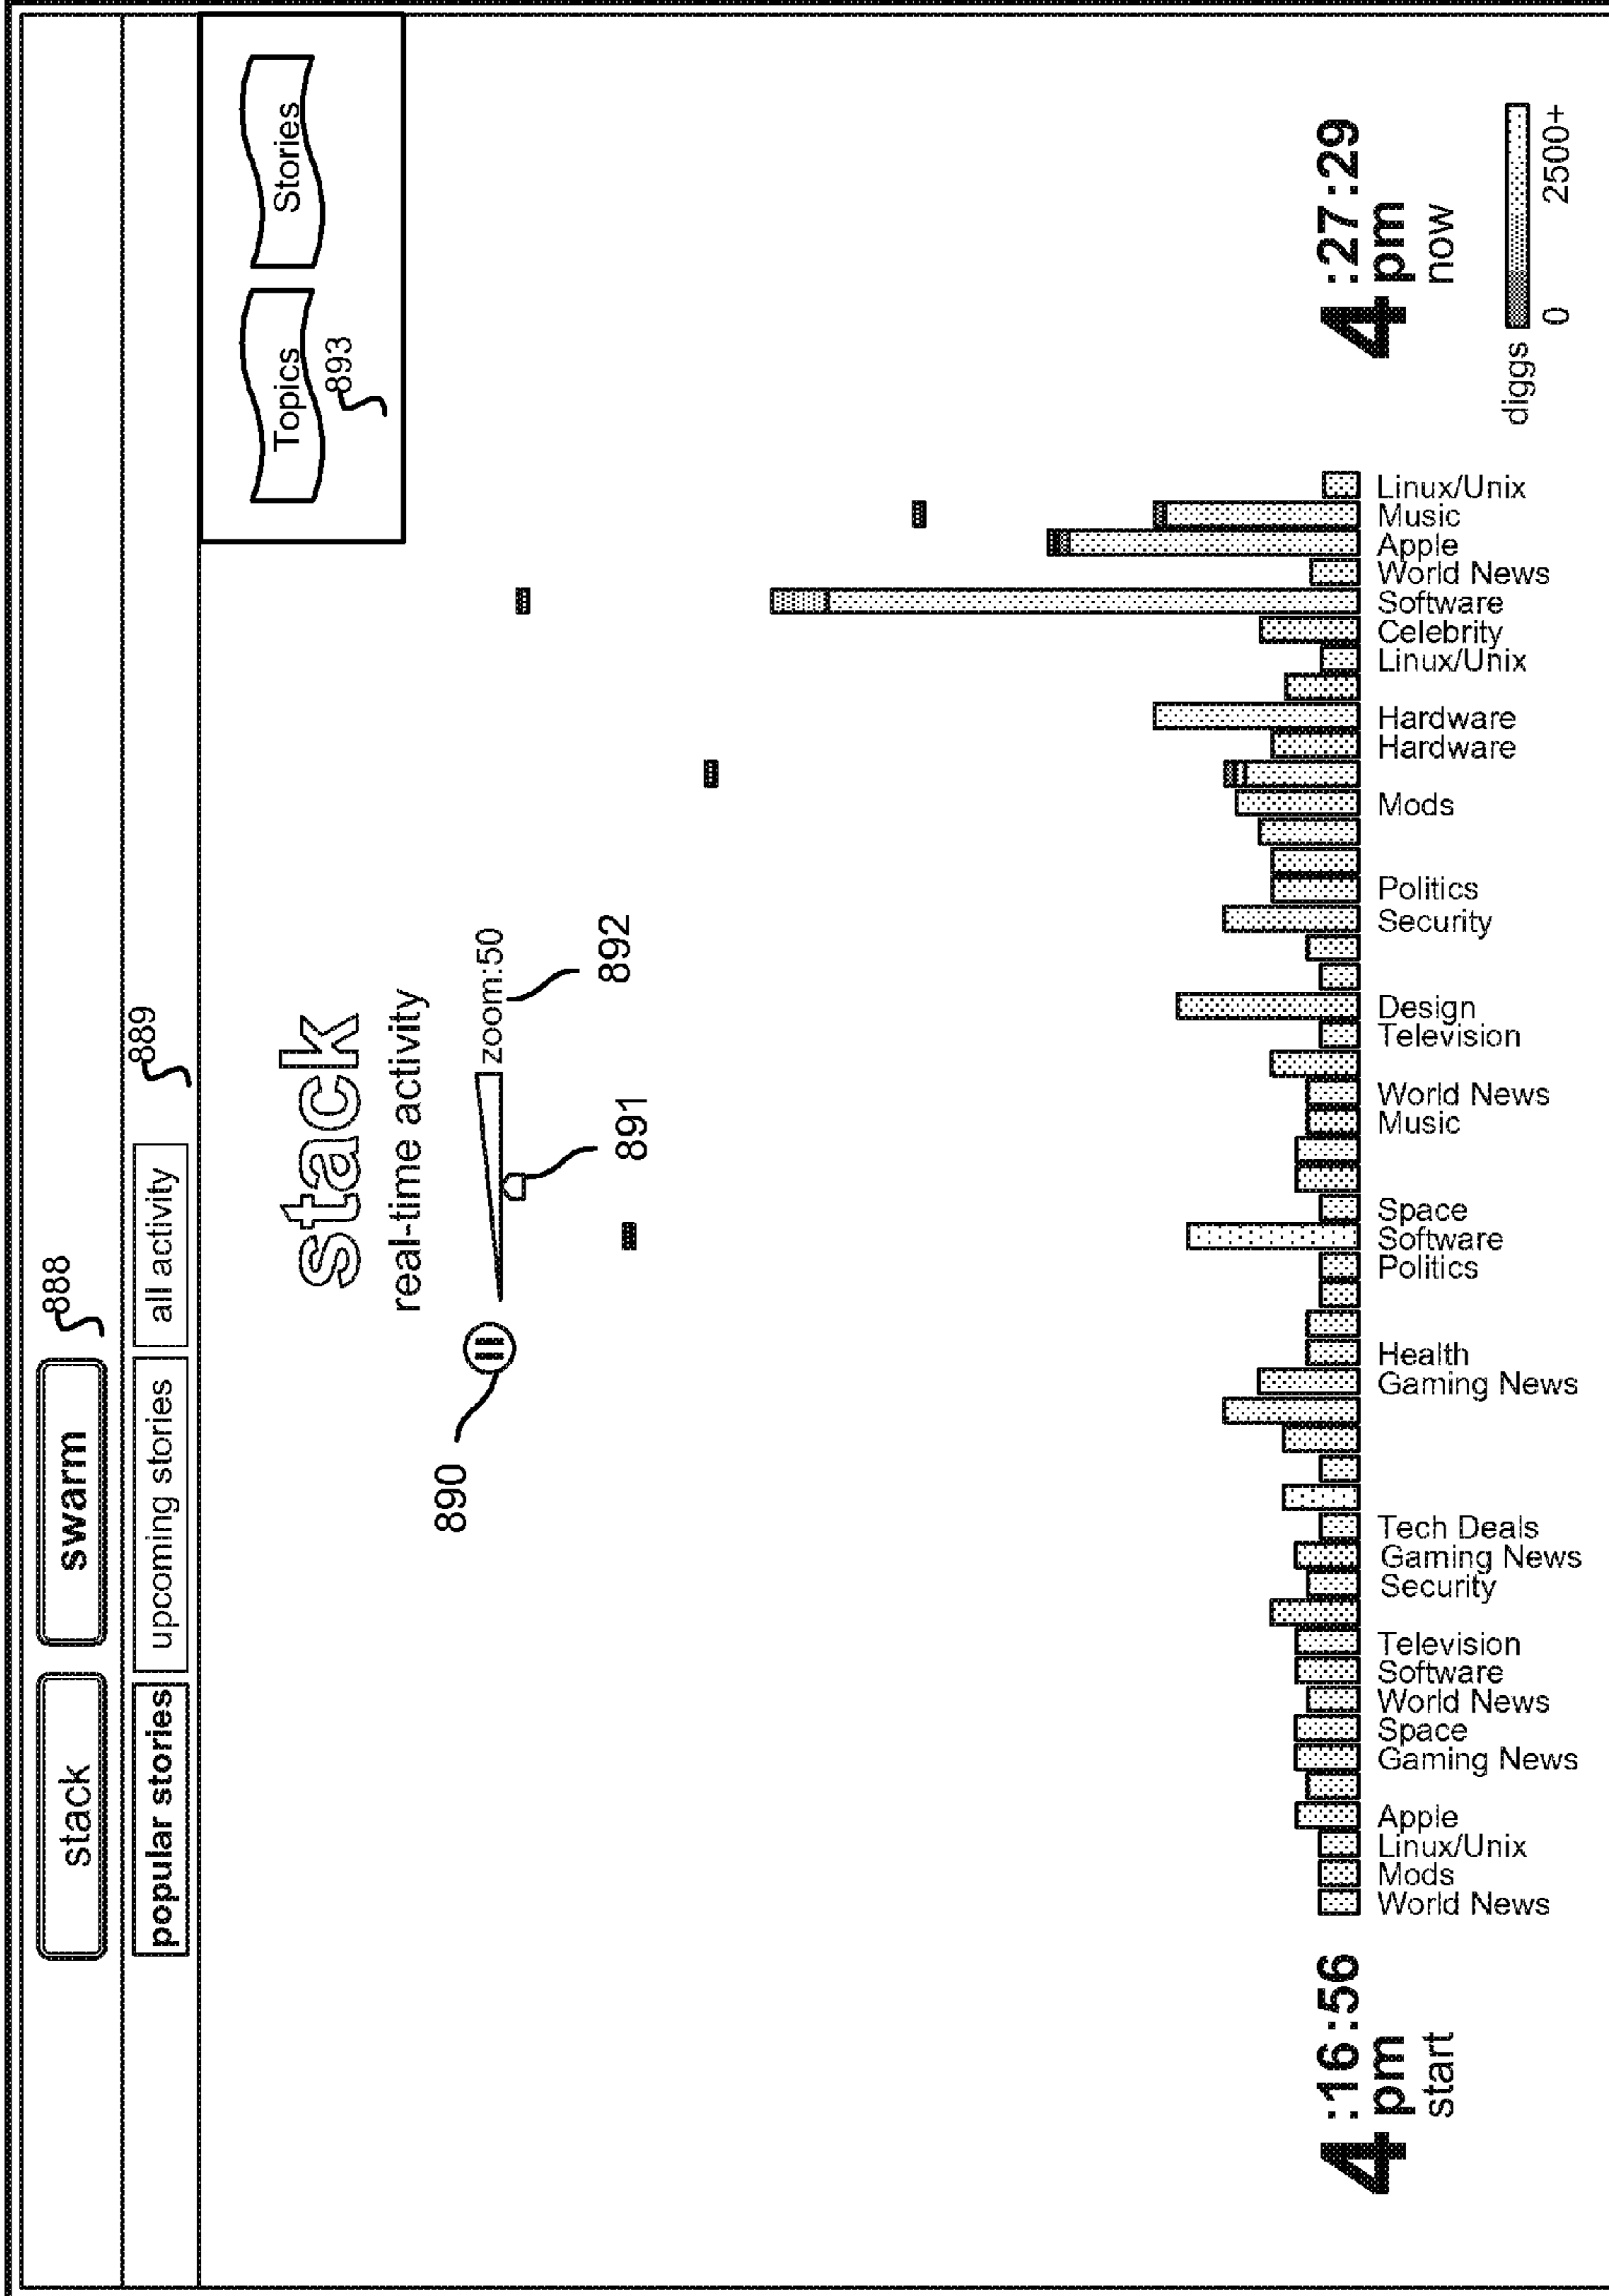 stack
swarm
888
popular stories
upcoming stories
all activity
889
Topics
Stories
893
stack
real-time activity
zoom:50
890
891
892
4:16:56
pm
start
World News
Mods
Linux/Unix
Apple
Gaming News
Space
World News
Software
Television
Security
Gaming News
Tech Deals
Gaming News
Health
Politics
Software
Space
Music
World News
Television
Design
Security
Politics
Mods
Hardware
Hardware
Linux/Unix
Celebrity
Software
World News
Apple
Music
Linux/Unix
4:27:29
pm
now
diggs
0
2500+